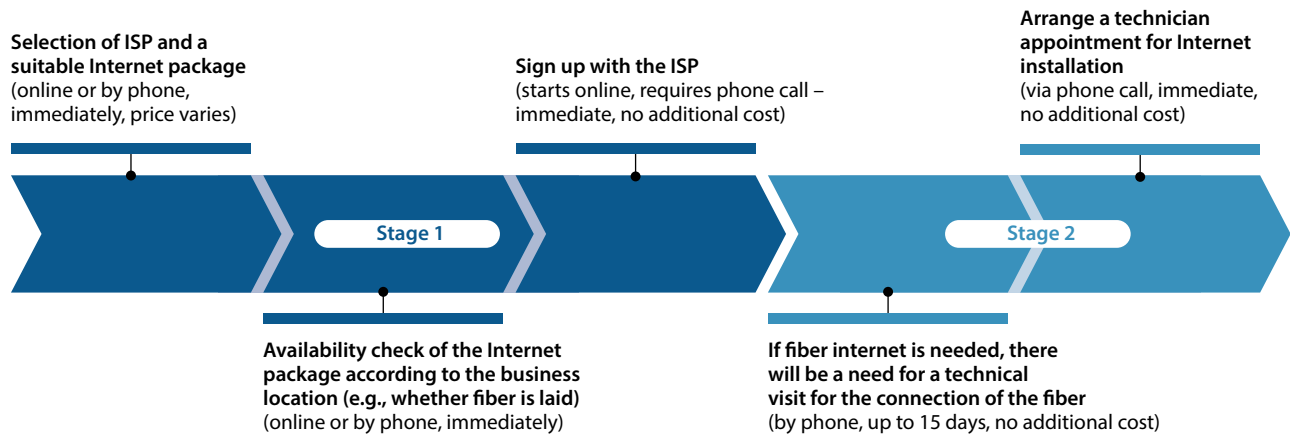 Selection of ISP and a
suitable Internet package
(online or by phone,
immediately, price varies)
Sign up with the ISP
(starts online, requires phone call –
immediate, no additional cost)
Arrange a technician
appointment for Internet
installation
(via phone call, immediate,
no additional cost)
Stage 1
Stage 2
Availability check of the Internet
package according to the business
location (e.g., whether fiber is laid)
(online or by phone, immediately)
If fiber internet is needed, there
will be a need for a technical
visit for the connection of the fiber
(by phone, up to 15 days, no additional cost)